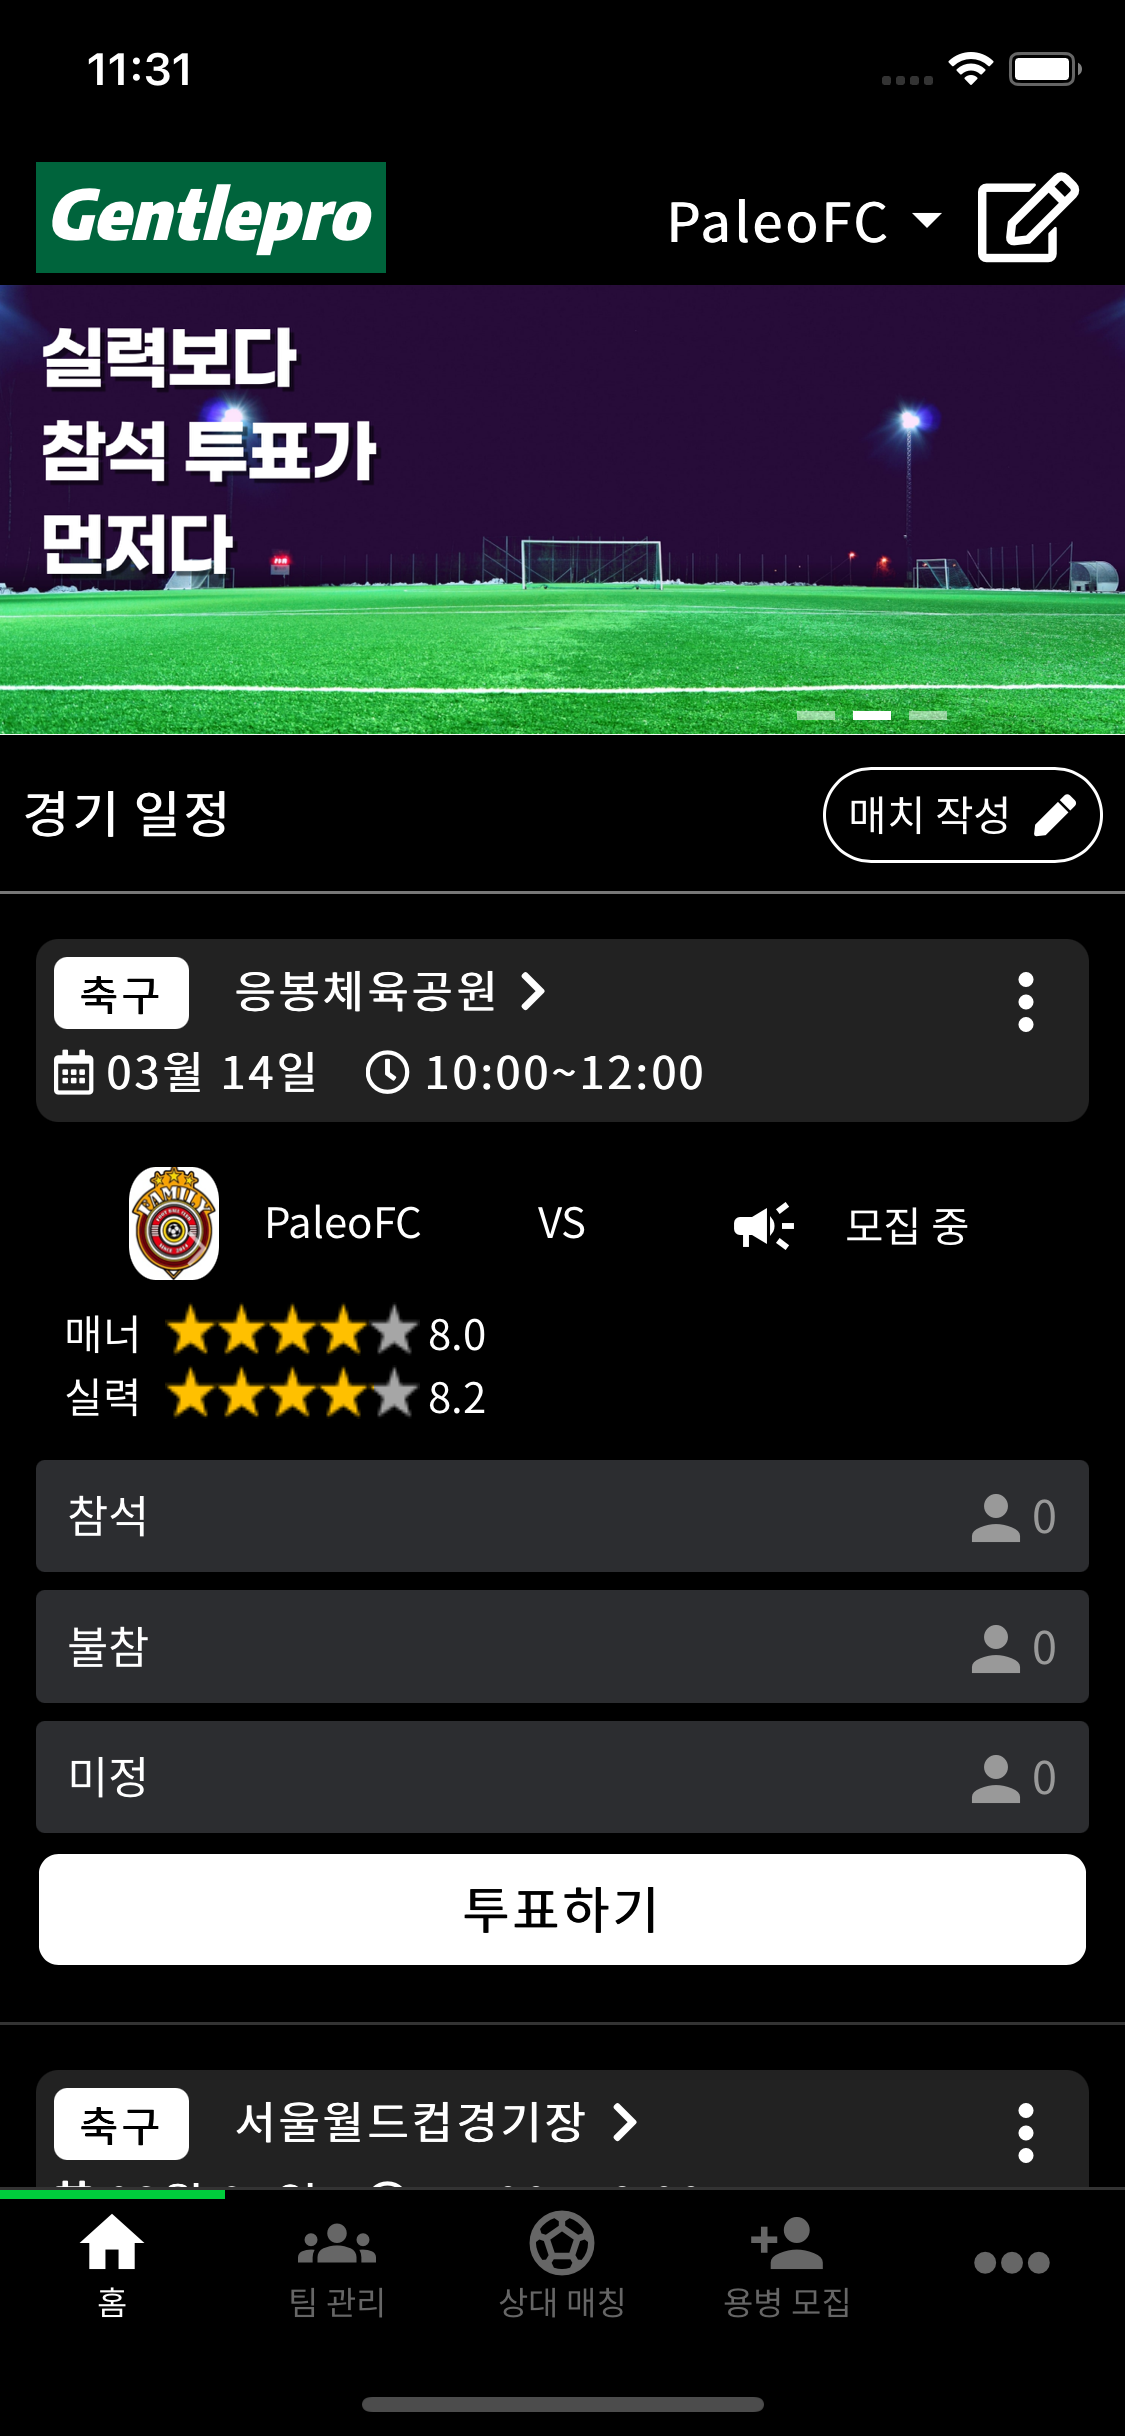 11:31
Gentlepro
PaleoFC
실력보다
참석 투표가
먼저다
경기 일정
매치 작성
축구 응봉체육공원
03월 14일 10:00~12:00
FAMILY
PaleoFC VS 모집 중
매너 8.0
실력 8.2
참석 0
불참 0
미정 0
투표하기
축구 서울월드컵경기장
홈 팀 관리 상대 매칭 용병 모집